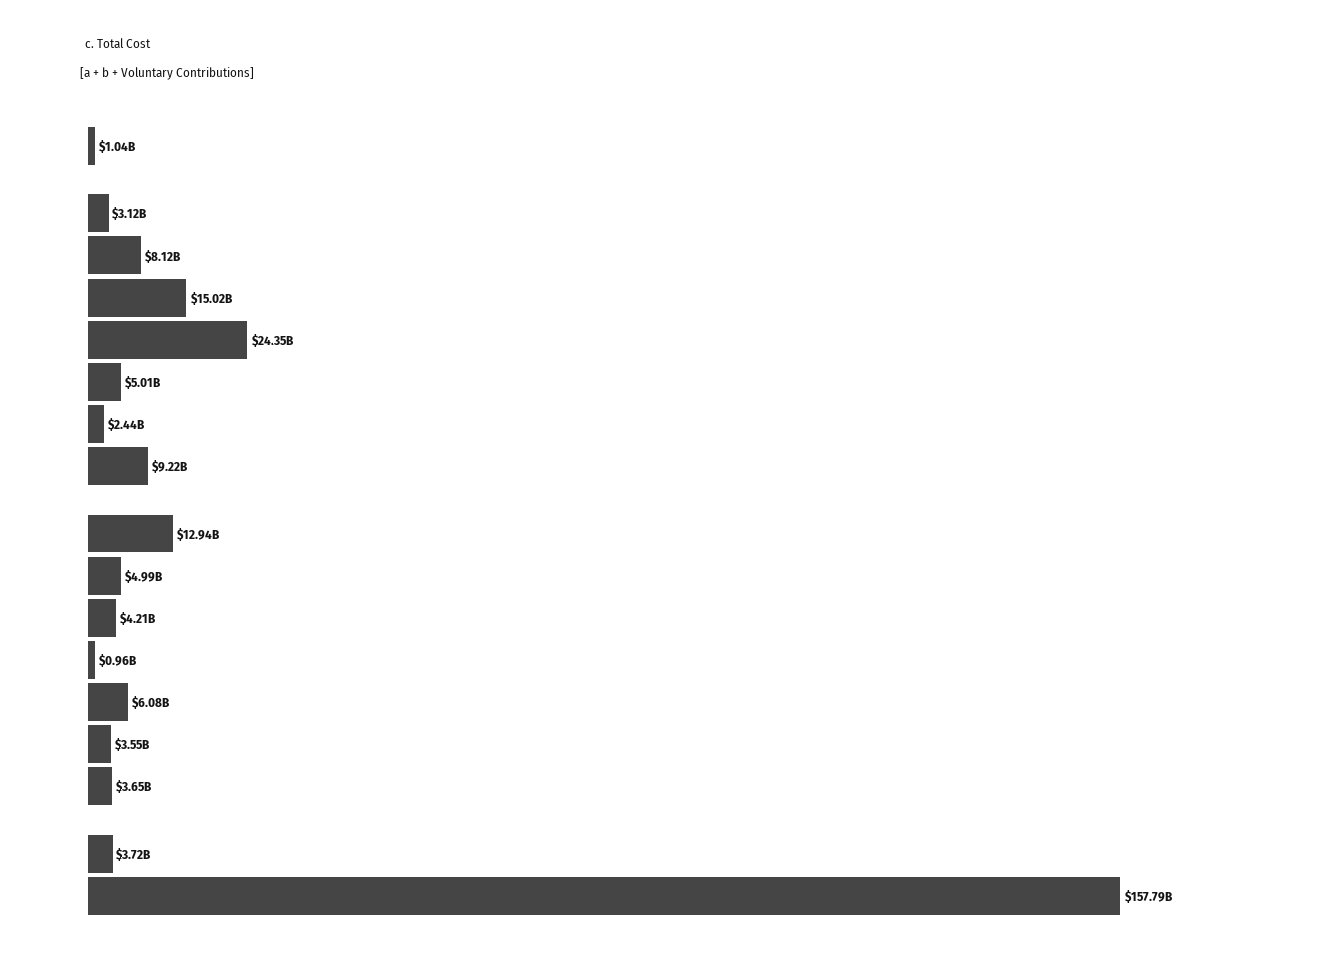 c. Total Cost
[a + b + Voluntary Contributions]
$1.04B
$3.12B
$8.12B
$15.02B
$24.35B
$5.01B
$2.44B
$9.22B
$12.94B
$4.99B
$4.21B
$0.96B
$6.08B
$3.55B
$3.65B
$3.72B
$157.79B